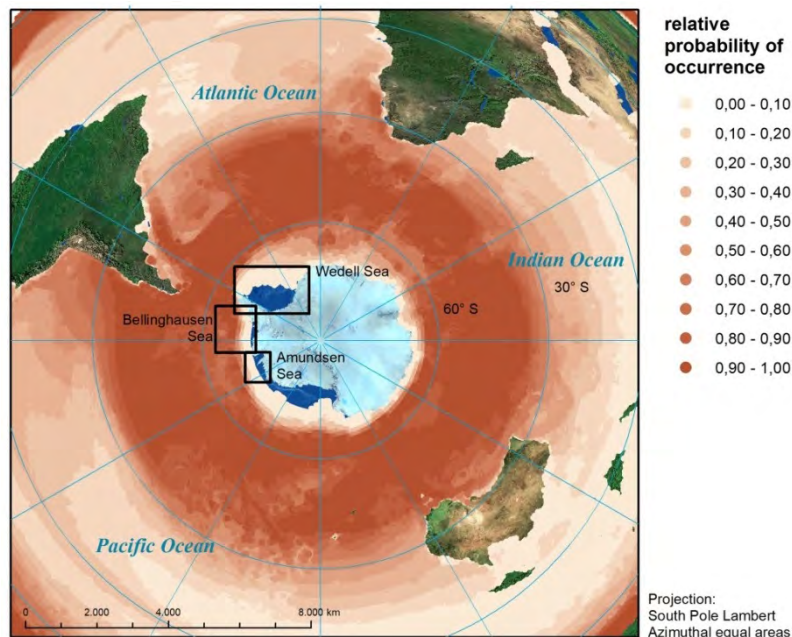 Atlantic Ocean
Wedell Sea
Indian Ocean
30° S
60° S
Bellinghausen
Sea
Amundsen
Sea
Pacific Ocean
0 2.000 4.000 8.000 km
relative
probability of
occurrence
0,00 - 0,10
0,10 - 0,20
0,20 - 0,30
0,30 - 0,40
0,40 - 0,50
0,50 - 0,60
0,60 - 0,70
0,70 - 0,80
0,80 - 0,90
0,90 - 1,00
Projection:
South Pole Lambert
Azimuthal equal areas